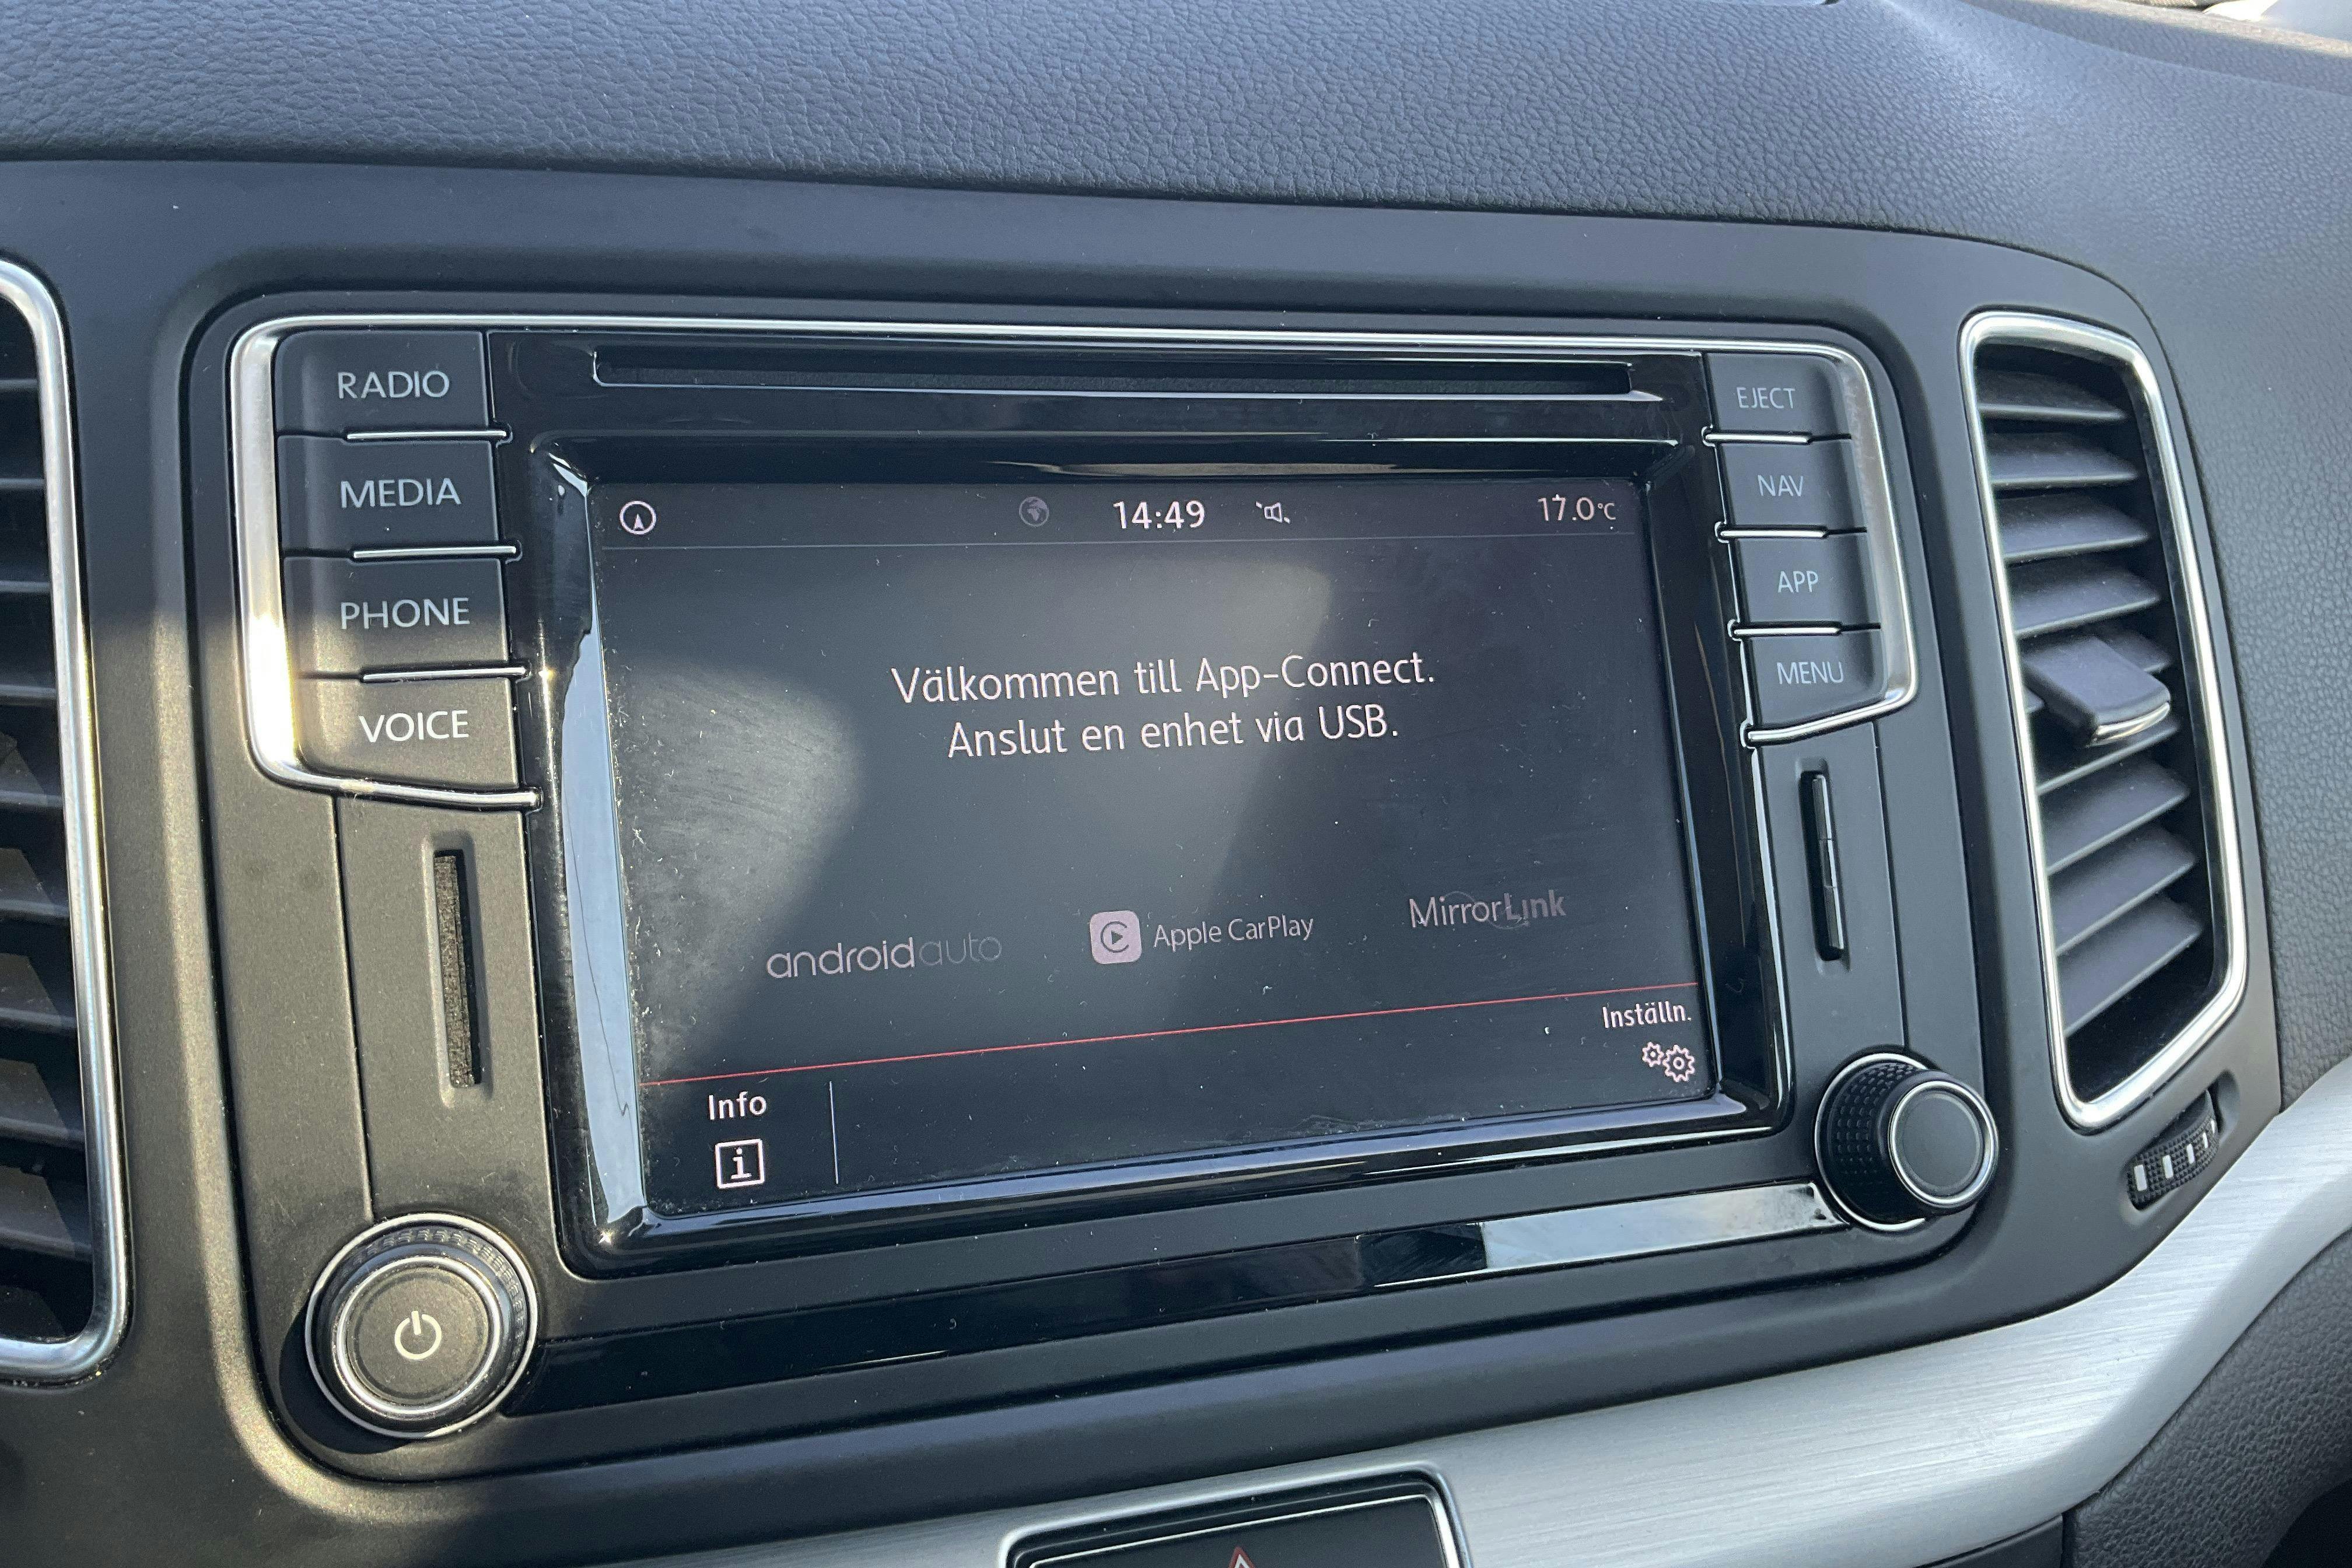 RADIO
MEDIA
PHONE
VOICE
EJECT
NAV
APP
MENU
14:49
17.0°C
Välkommen till App-Connect.
Anslut en enhet via USB.
androidauto
Apple CarPlay
MirrorLink
Inställn.
Info